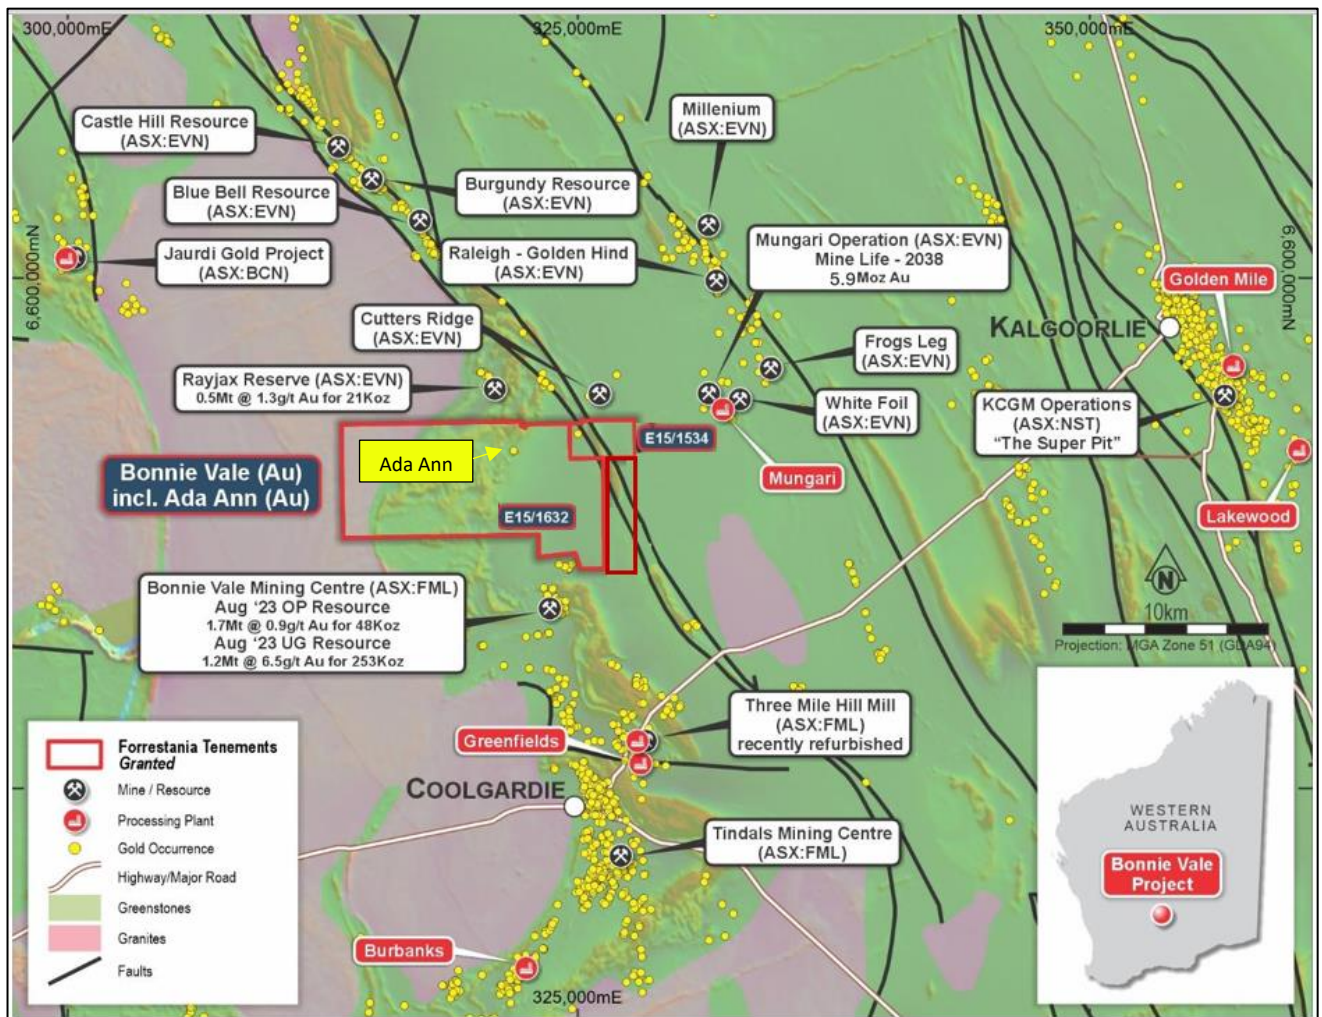 300,000mE
325,000mE
350,000mE
Millenium
(ASX:EVN)
Castle Hill Resource
(ASX:EVN)
Burgundy Resource
(ASX:EVN)
Blue Bell Resource
(ASX:EVN)
Mungari Operation (ASX:EVN)
Mine Life - 2038
5.9Moz Au
Raleigh - Golden Hind
(ASX:EVN)
Jaurdi Gold Project
(ASX:BCN)
6,600,000mN
6,600,000mN
Golden Mile
KALGOORLIE
Cutters Ridge
(ASX:EVN)
Frogs Leg
(ASX:EVN)
Rayjax Reserve (ASX:EVN)
0.5Mt @ 1.3g/t Au for 21Koz
White Foil
(ASX:EVN)
KCGM Operations
(ASX:NST)
“The Super Pit”
E15/1534
Ada Ann
Bonnie Vale (Au)
incl. Ada Ann (Au)
Mungari
E15/1632
Lakewood
N
10km
Projection: MGA Zone 51 (GDA94)
Bonnie Vale Mining Centre (ASX:FML)
Aug ‘23 OP Resource
1.7Mt @ 0.9g/t Au for 48Koz
Aug ‘23 UG Resource
1.2Mt @ 6.5g/t Au for 253Koz
Three Mile Hill Mill
(ASX:FML)
recently refurbished
Greenfields
COOLGARDIE
Tindals Mining Centre
(ASX:FML)
Burbanks
325,000mE
Forrestania Tenements
Granted
Mine / Resource
Processing Plant
Gold Occurrence
Highway/Major Road
Greenstones
Granites
Faults
WESTERN
AUSTRALIA
Bonnie Vale
Project